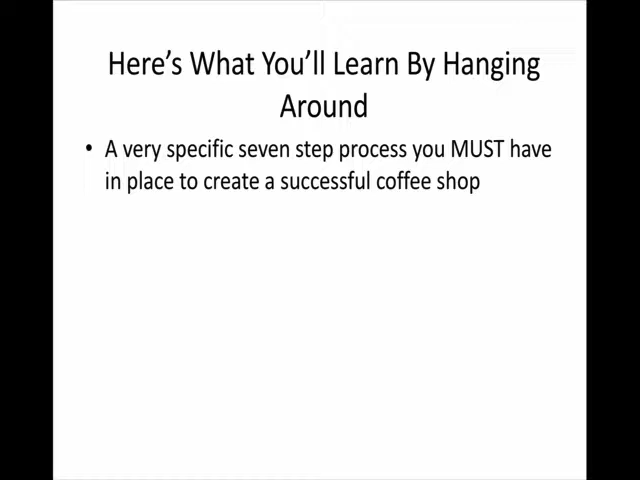 Here’s What You’ll Learn By Hanging
Around
• A very specific seven step process you MUST have
in place to create a successful coffee shop